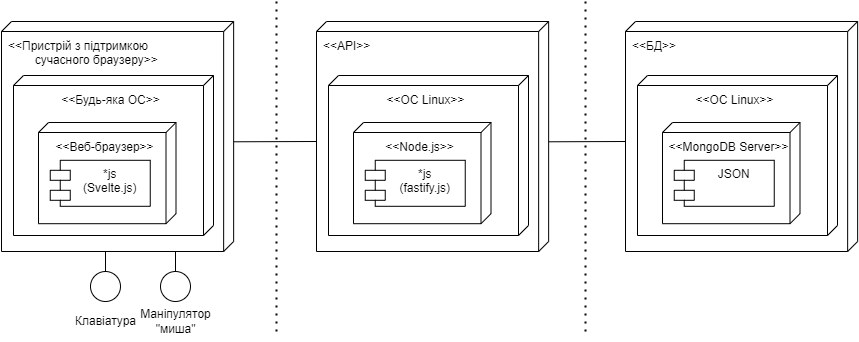 <<Пристрій з підтримкою
сучасного браузеру>>
<<Будь-яка ОС>>
<<Веб-браузер>>
*js
(Svelte.js)
Клавіатура
Маніпулятор
"миша"
<<API>>
<<ОС Linux>>
<<Node.js>>
*js
(fastify.js)
<<БД>>
<<ОС Linux>>
<<MongoDB Server>>
JSON